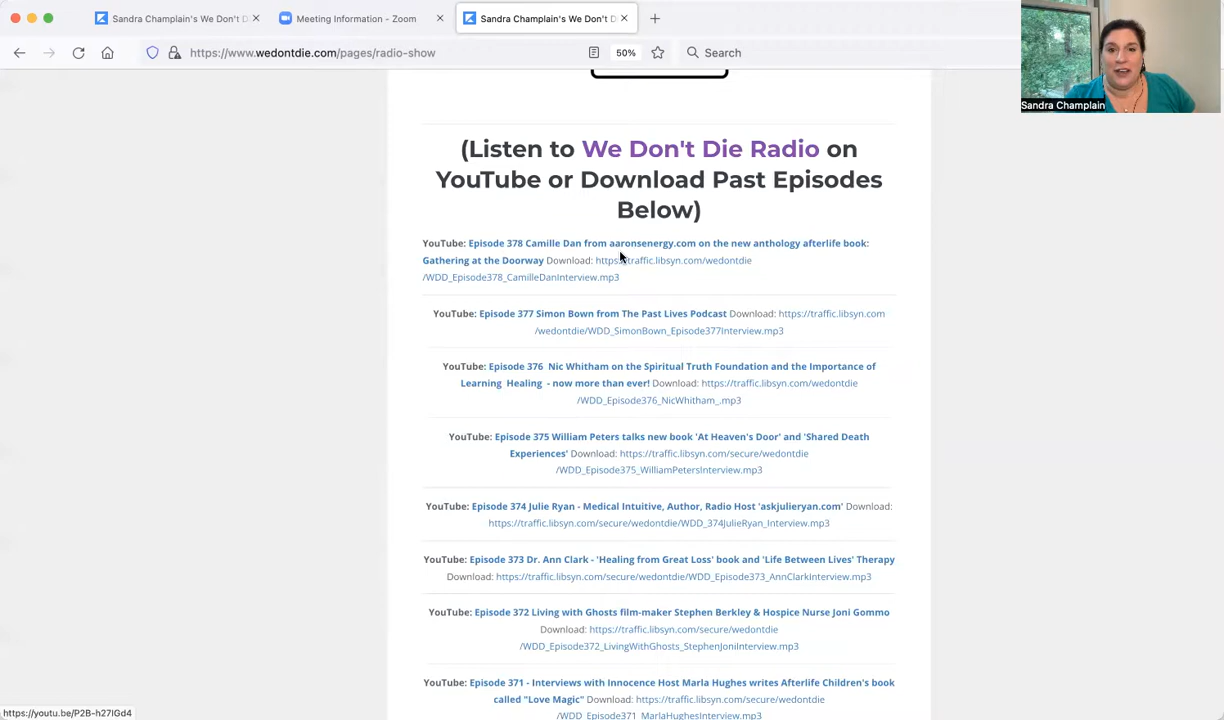 Sandra Champlain's We Don't D
Meeting Information - Zoom
Sandra Champlain's We Don't D
https://www.wedontdie.com/pages/radio-show
50%
Search
Sandra Champlain
(Listen to We Don't Die Radio on
YouTube or Download Past Episodes
Below)
YouTube: Episode 378 Camille Dan from aaronsenergy.com on the new anthology afterlife book:
Gathering at the Doorway Download: https://traffic.libsyn.com/wedontdie
/WDD_Episode378_CamilleDanInterview.mp3
YouTube: Episode 377 Simon Bown from The Past Lives Podcast Download: https://traffic.libsyn.com
/wedontdie/WDD_SimonBown_Episode377Interview.mp3
YouTube: Episode 376 Nic Whitham on the Spiritual Truth Foundation and the Importance of
Learning Healing - now more than ever! Download: https://traffic.libsyn.com/wedontdie
/WDD_Episode376_NicWhitham_.mp3
YouTube: Episode 375 William Peters talks new book 'At Heaven's Door' and 'Shared Death
Experiences' Download: https://traffic.libsyn.com/secure/wedontdie
/WDD_Episode375_WilliamPetersInterview.mp3
YouTube: Episode 374 Julie Ryan - Medical Intuitive, Author, Radio Host 'askjulieryan.com' Download:
https://traffic.libsyn.com/secure/wedontdie/WDD_374JulieRyan_Interview.mp3
YouTube: Episode 373 Dr. Ann Clark - 'Healing from Great Loss' book and 'Life Between Lives' Therapy
Download: https://traffic.libsyn.com/secure/wedontdie/WDD_Episode373_AnnClarkInterview.mp3
YouTube: Episode 372 Living with Ghosts film-maker Stephen Berkley & Hospice Nurse Joni Gommo
Download: https://traffic.libsyn.com/secure/wedontdie
/WDD_Episode372_LivingWithGhosts_StephenJoniInterview.mp3
YouTube: Episode 371 - Interviews with Innocence Host Marla Hughes writes Afterlife Children's book
called "Love Magic" Download: https://traffic.libsyn.com/secure/wedontdie
/WDD_Episode371_MarlaHughesInterview.mp3
https://youtu.be/P2B-h27IGd4